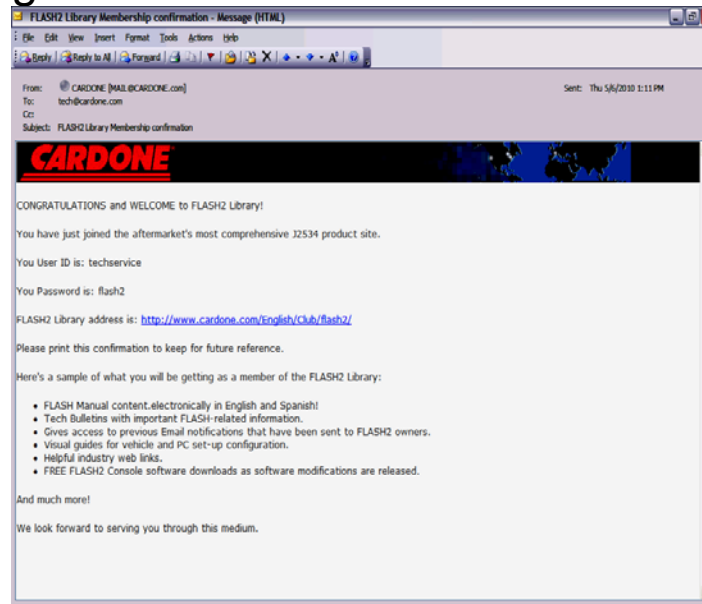 FLASH2 Library Membership confirmation - Message (HTML)
File Edit View Insert Format Tools Actions Help
Reply Reply to All Forward
From: CARDONE [MAIL@CARDONE.com] Sent: Thu 5/6/2010 1:11 PM
To: tech@cardone.com
Cc:
Subject: FLASH2 Library Membership confirmation
CARDONE
CONGRATULATIONS and WELCOME to FLASH2 Library!
You have just joined the aftermarket's most comprehensive J2534 product site.
You User ID is: techservice
You Password is: flash2
FLASH2 Library address is: http://www.cardone.com/English/Club/flash2/
Please print this confirmation to keep for future reference.
Here's a sample of what you will be getting as a member of the FLASH2 Library:
• FLASH Manual content.electronically in English and Spanish!
• Tech Bulletins with important FLASH-related information.
• Gives access to previous Email notifications that have been sent to FLASH2 owners.
• Visual guides for vehicle and PC set-up configuration.
• Helpful industry web links.
• FREE FLASH2 Console software downloads as software modifications are released.
And much more!
We look forward to serving you through this medium.